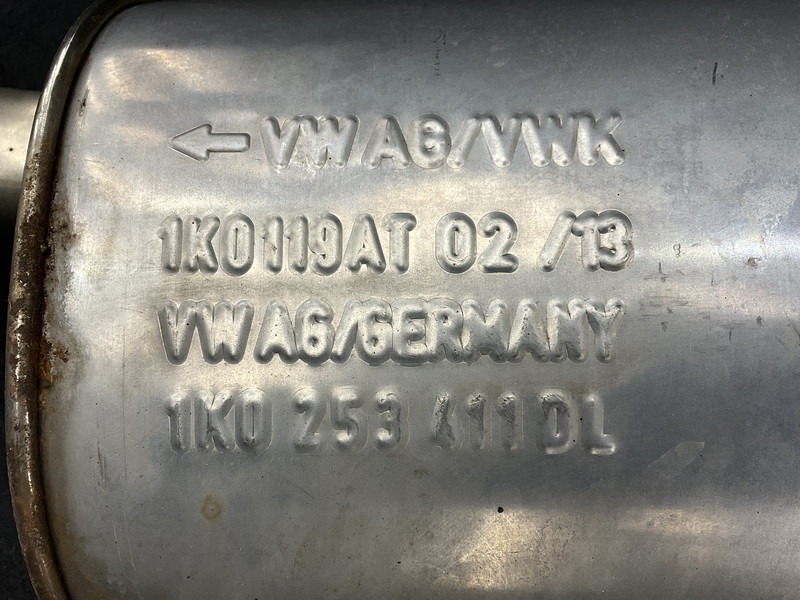 VW AG/VWK
1K0119AT 02 /13
VW AG/GERMANY
1K0 253 411 DL